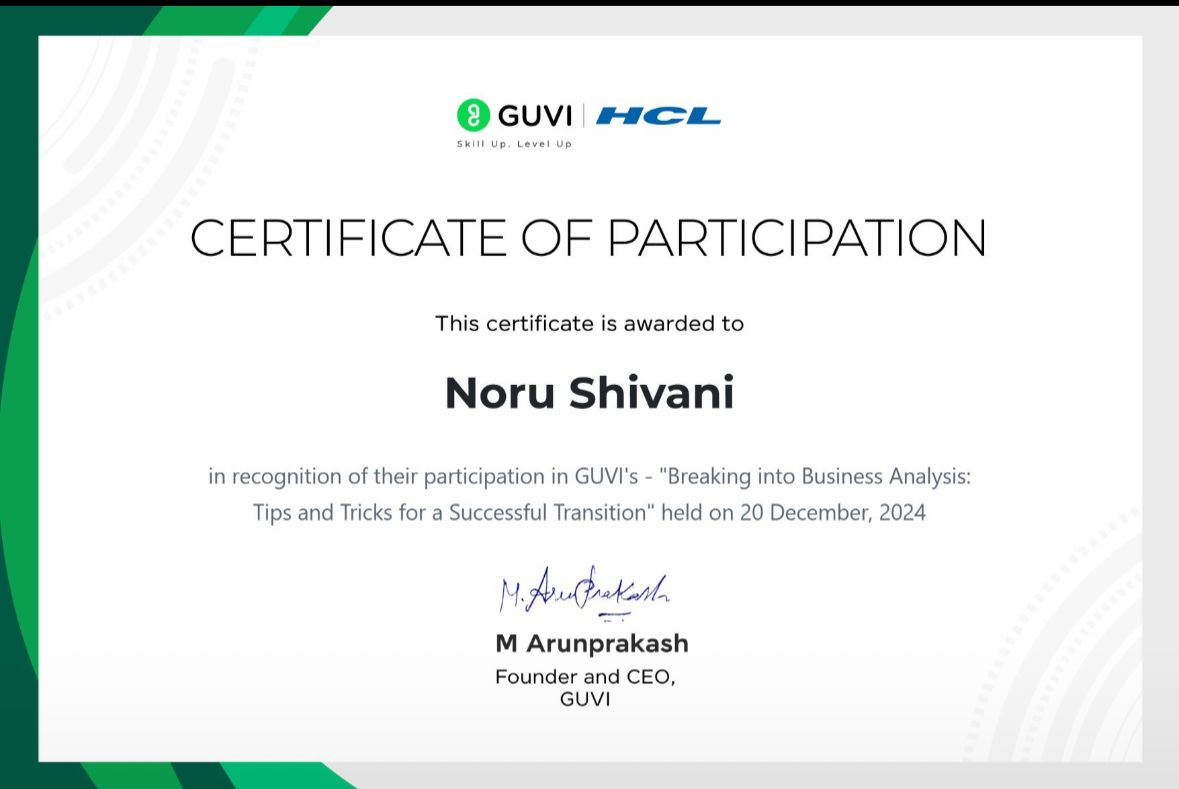 GUVI | HCL
Skill Up. Level Up
CERTIFICATE OF PARTICIPATION
This certificate is awarded to
Noru Shivani
in recognition of their participation in GUVI's - "Breaking into Business Analysis:
Tips and Tricks for a Successful Transition" held on 20 December, 2024
M. ArunPrakash
M Arunprakash
Founder and CEO,
GUVI